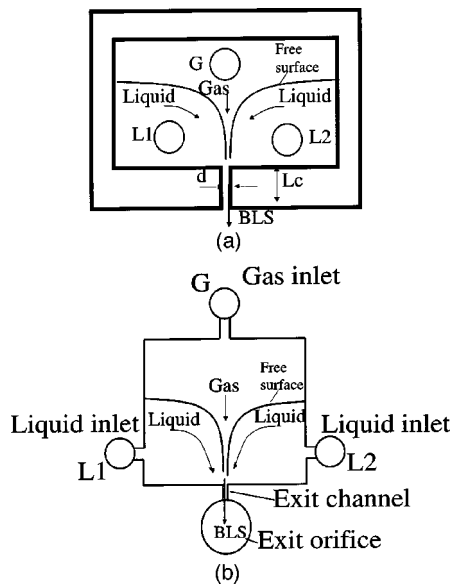 G
Free
surface
Gas
Liquid
Liquid
L1
L2
d
Lc
BLS
(a)
G
Gas inlet
Free
surface
Gas
Liquid
Liquid
Liquid inlet
Liquid inlet
L1
L2
Exit channel
BLS
Exit orifice
(b)